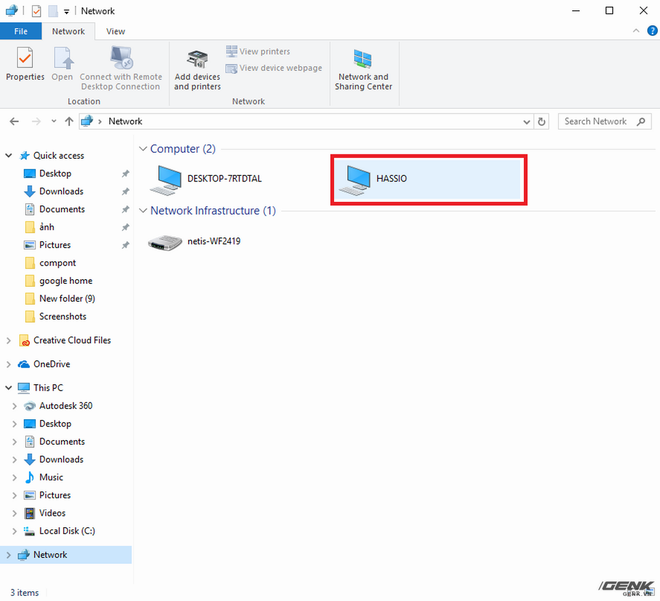 Network
File Network View
Properties Open Connect with Remote Desktop Connection
Add devices and printers
View printers
View device webpage
Network and Sharing Center
Location Network
Network Search Network
Quick access
Desktop
Downloads
Documents
ảnh
Pictures
compont
google home
New folder (9)
Screenshots
Creative Cloud Files
OneDrive
This PC
Autodesk 360
Desktop
Documents
Downloads
Music
Pictures
Videos
Local Disk (C:)
Network
Computer (2)
DESKTOP-7RTDTAL HASSIO
Network Infrastructure (1)
netis-WF2419
3 items
GENK
GENK.VN